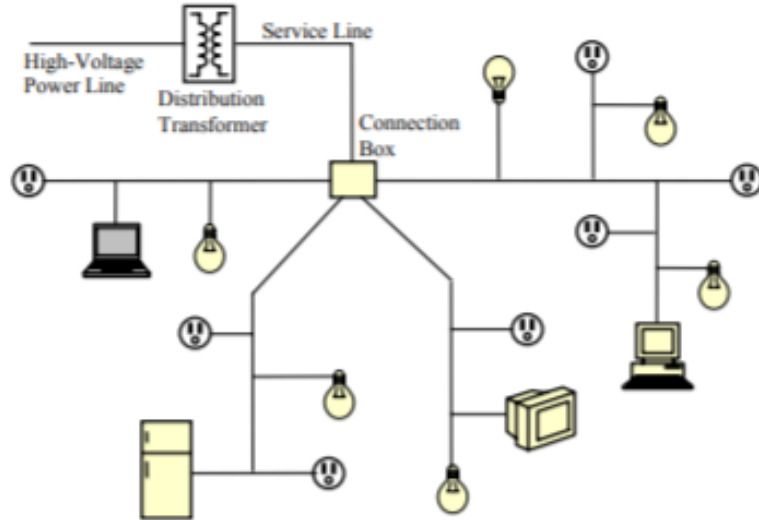 Service Line
High-Voltage
Power Line
Distribution
Transformer
Connection
Box